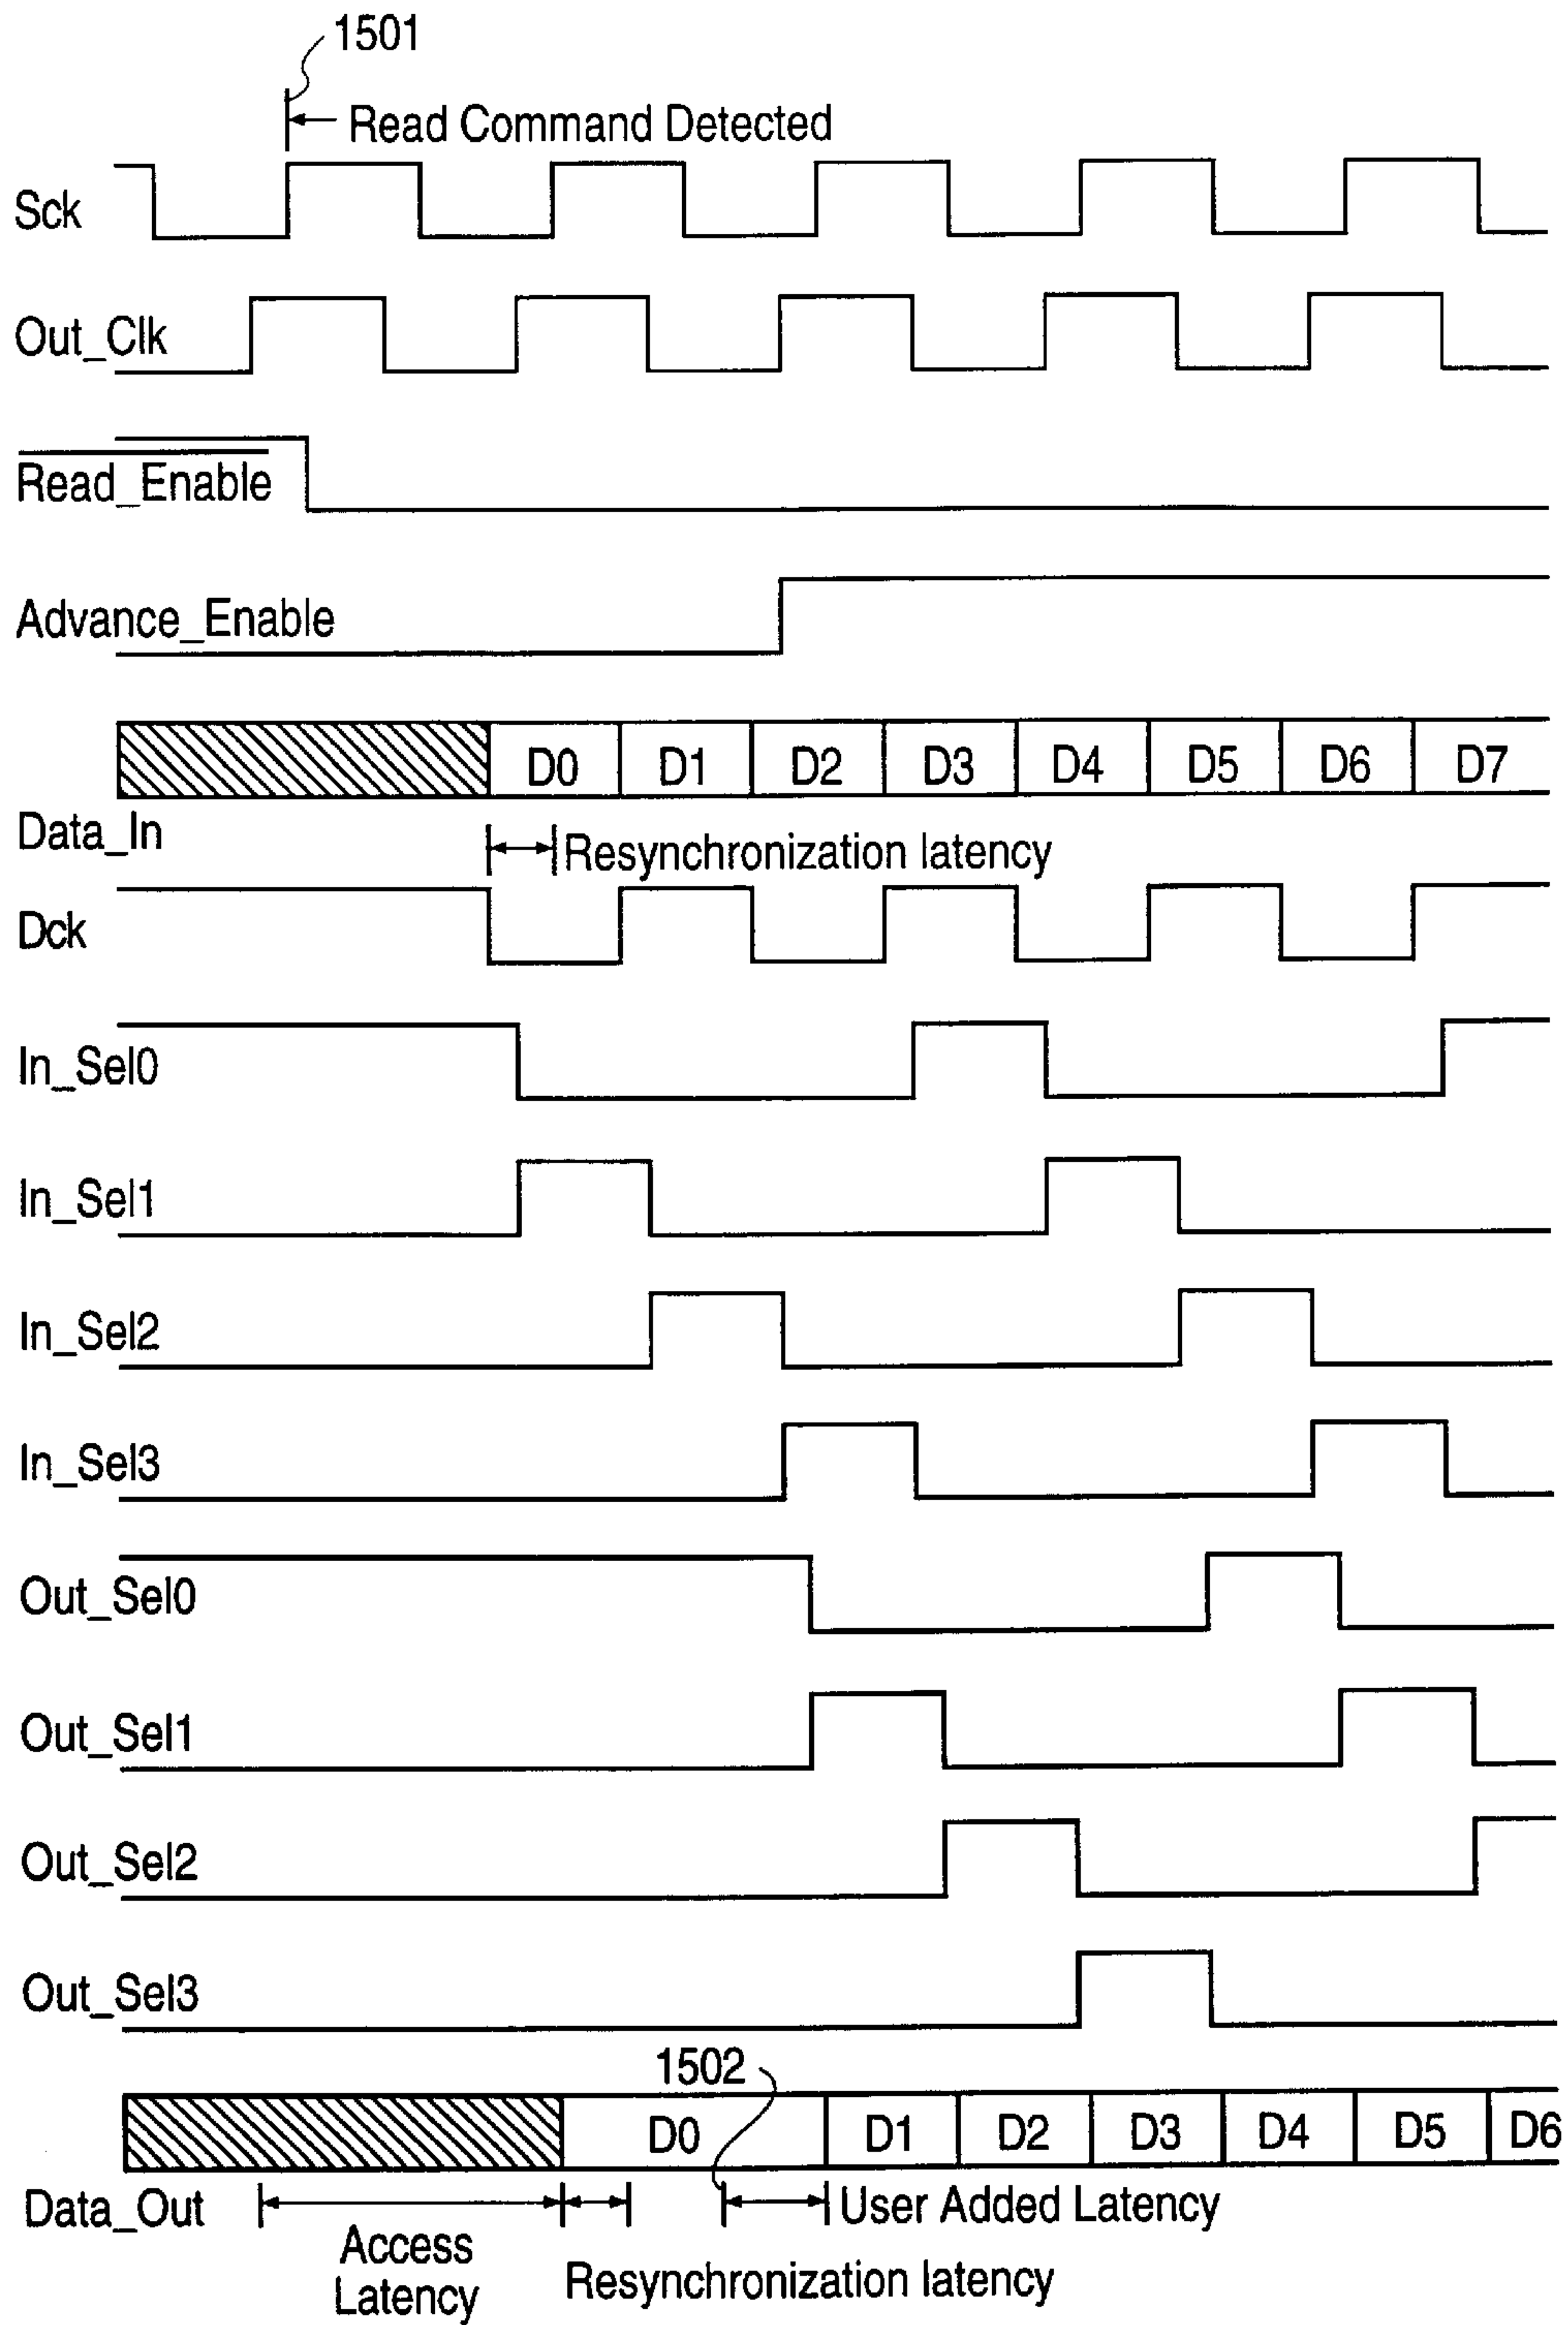 1501
Read Command Detected
Sck
Out_Clk
Read_Enable
Advance_Enable
D0 D1 D2 D3 D4 D5 D6 D7
Data_In
Resynchronization latency
Dck
In_Sel0
In_Sel1
In_Sel2
In_Sel3
Out_Sel0
Out_Sel1
Out_Sel2
Out_Sel3
1502
D0 D1 D2 D3 D4 D5 D6
Data_Out
User Added Latency
Access
Latency
Resynchronization latency